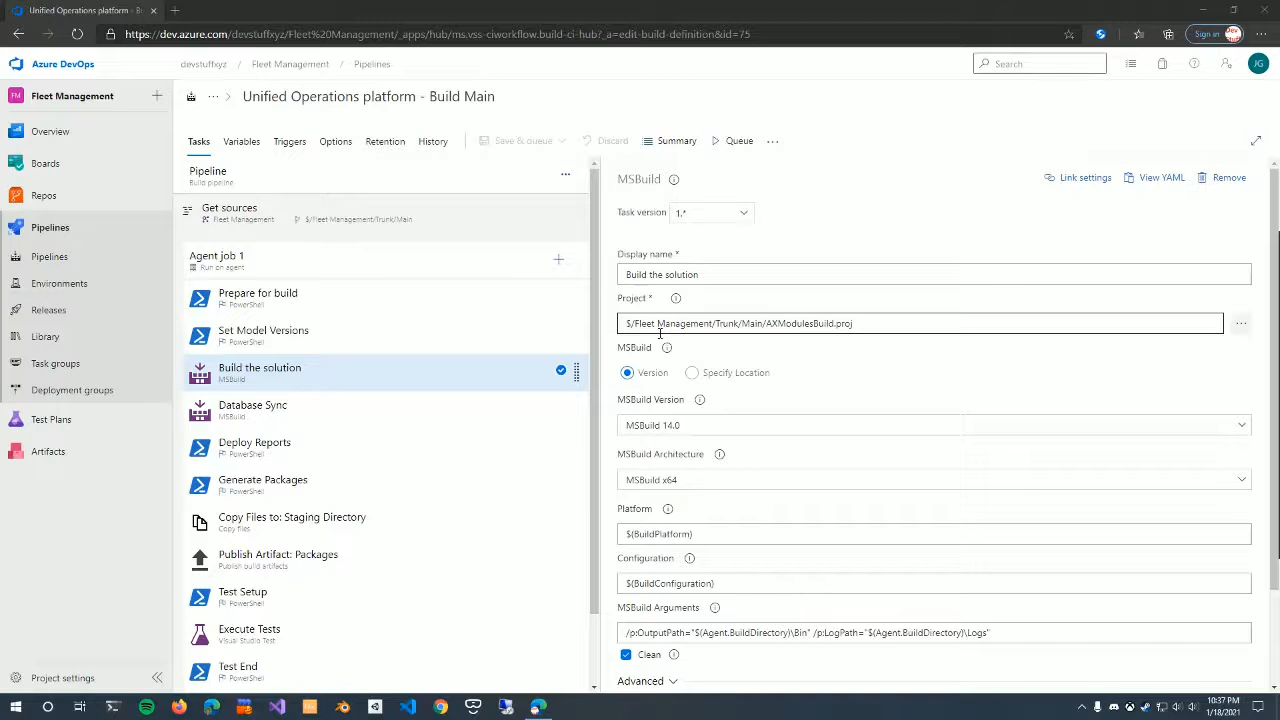 Unified Operations platform - B
https://dev.azure.com/devstuffxyz/Fleet%20Management/_apps/hub/ms.vss-ciworkflow.build-ci-hub?_a=edit-build-definition&id=75
Sign in
Azure DevOps
devstuffxyz / Fleet Management / Pipelines
Search
JG
FM Fleet Management
Unified Operations platform - Build Main
Overview
Boards
Repos
Pipelines
Pipelines
Environments
Releases
Library
Task groups
Deployment groups
Test Plans
Artifacts
Project settings
Tasks Variables Triggers Options Retention History Save & queue Discard Summary Queue
Pipeline
Build pipeline
Get sources
Fleet Management $/Fleet Management/Trunk/Main
Agent job 1
Run on agent
Prepare for build
PowerShell
Set Model Versions
PowerShell
Build the solution
MSBuild
Database Sync
MSBuild
Deploy Reports
PowerShell
Generate Packages
PowerShell
Copy Files to: Staging Directory
Copy files
Publish Artifact: Packages
Publish build artifacts
Test Setup
PowerShell
Execute Tests
Visual Studio Test
Test End
PowerShell
MSBuild
Link settings View YAML Remove
Task version 1.*
Display name *
Build the solution
Project *
$/Fleet Management/Trunk/Main/AXModulesBuild.proj
MSBuild
Version Specify Location
MSBuild Version
MSBuild 14.0
MSBuild Architecture
MSBuild x64
Platform
$(BuildPlatform)
Configuration
$(BuildConfiguration)
MSBuild Arguments
/p:OutputPath="$(Agent.BuildDirectory)\Bin" /p:LogPath="$(Agent.BuildDirectory)\Logs"
Clean
Advanced
10:37 PM
1/18/2021